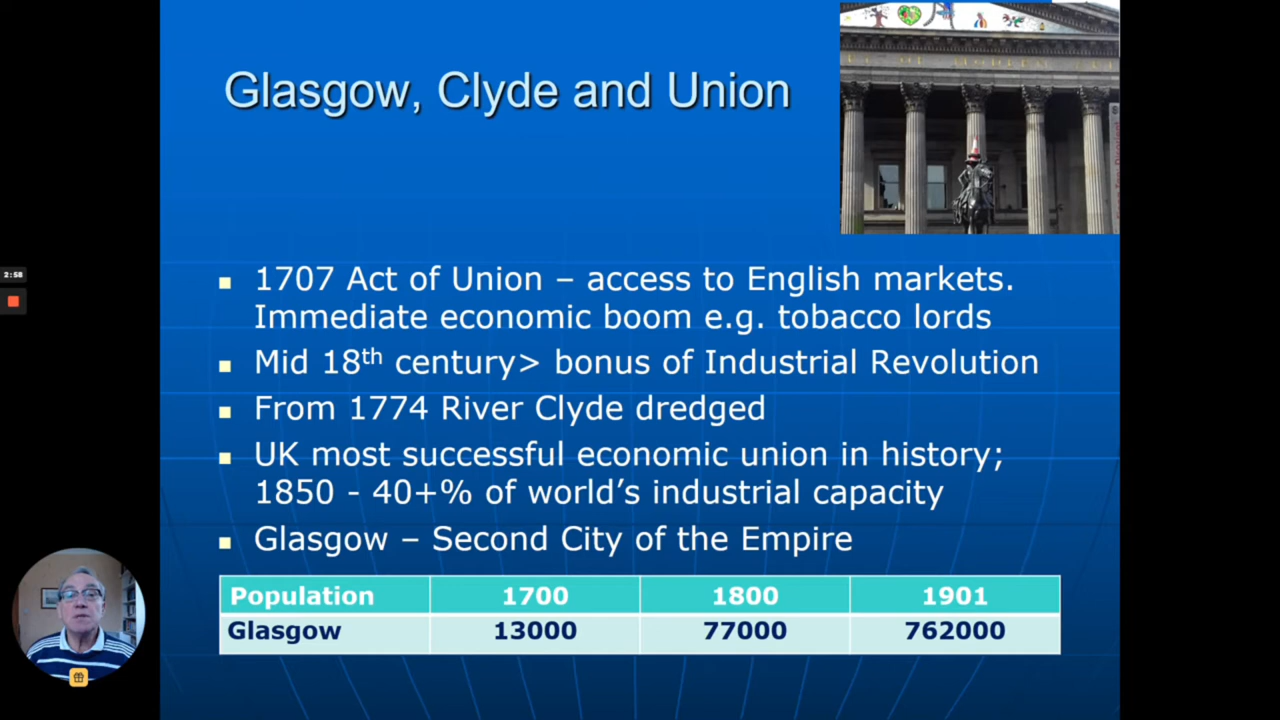 Glasgow, Clyde and Union
2:58
1707 Act of Union – access to English markets.
Immediate economic boom e.g. tobacco lords
Mid 18th century> bonus of Industrial Revolution
From 1774 River Clyde dredged
UK most successful economic union in history;
1850 - 40+% of world’s industrial capacity
Glasgow – Second City of the Empire
Population 1700 1800 1901
Glasgow 13000 77000 762000